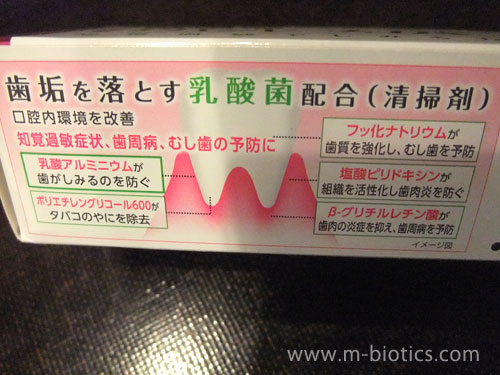 歯垢を落とす乳酸菌配合(清掃剤)
口腔内環境を改善
知覚過敏症状、歯周病、むし歯の予防に
乳酸アルミニウムが
歯がしみるのを防ぐ
ポリエチレングリコール600が
タバコのやにを除去
フッ化ナトリウムが
歯質を強化し、むし歯を予防
塩酸ピリドキシンが
組織を活性化し歯肉炎を防ぐ
β-グリチルレチン酸が
歯肉の炎症を抑え、歯周病を予防
イメージ図
www.m-biotics.com